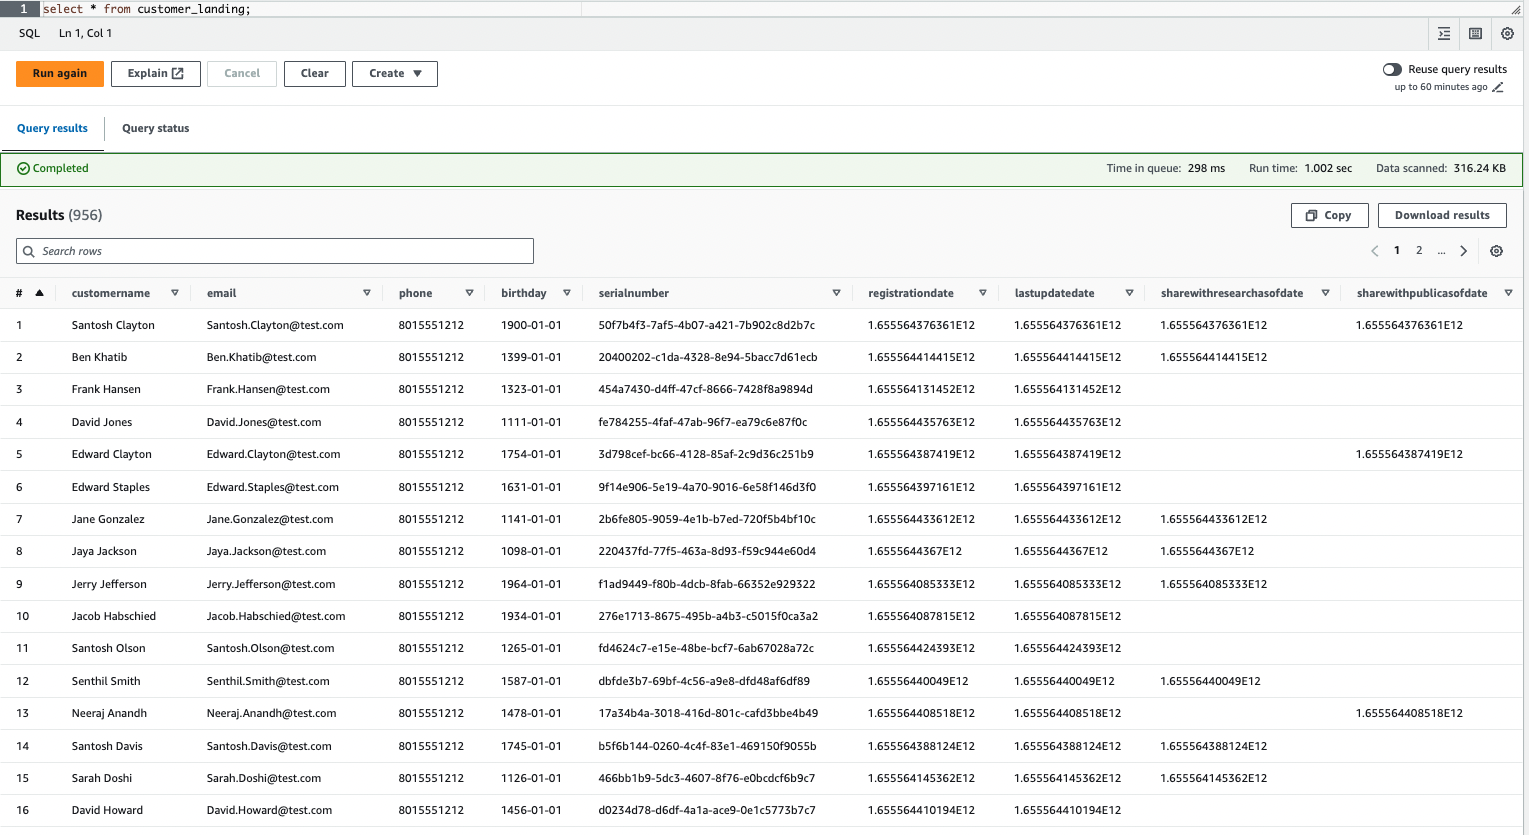 1 select * from customer_landing;
SQL Ln 1, Col 1
Run again Explain Cancel Clear Create Reuse query results
up to 60 minutes ago
Query results Query status
Completed Time in queue: 298 ms Run time: 1.002 sec Data scanned: 316.24 KB
Results (956) Copy Download results
Search rows 1 2 ...
# customername email phone birthday serialnumber registrationdate lastupdatedate sharewithresearchasofdate sharewithpublicasofdate
1 Santosh Clayton Santosh.Clayton@test.com 8015551212 1900-01-01 50f7b4f3-7af5-4b07-a421-7b902c8d2b7c 1.655564376361E12 1.655564376361E12 1.655564376361E12 1.655564376361E12
2 Ben Khatib Ben.Khatib@test.com 8015551212 1399-01-01 20400202-c1da-4328-8e94-5bacc7d61ecb 1.655564414415E12 1.655564414415E12 1.655564414415E12
3 Frank Hansen Frank.Hansen@test.com 8015551212 1323-01-01 454a7430-d4ff-47cf-8666-7428f8a9894d 1.655564131452E12 1.655564131452E12
4 David Jones David.Jones@test.com 8015551212 1111-01-01 fe784255-4faf-47ab-96f7-ea79c6e87f0c 1.655564435763E12 1.655564435763E12
5 Edward Clayton Edward.Clayton@test.com 8015551212 1754-01-01 3d798cef-bc66-4128-85af-2c9d36c251b9 1.655564387419E12 1.655564387419E12 1.655564387419E12
6 Edward Staples Edward.Staples@test.com 8015551212 1631-01-01 9f14e906-5e19-4a70-9016-6e58f146d3f0 1.655564397161E12 1.655564397161E12
7 Jane Gonzalez Jane.Gonzalez@test.com 8015551212 1141-01-01 2b6fe805-9059-4e1b-b7ed-720f5b4bf10c 1.655564433612E12 1.655564433612E12 1.655564433612E12
8 Jaya Jackson Jaya.Jackson@test.com 8015551212 1098-01-01 220437fd-77f5-463a-8d93-f59c944e60d4 1.6555644367E12 1.6555644367E12 1.6555644367E12
9 Jerry Jefferson Jerry.Jefferson@test.com 8015551212 1964-01-01 f1ad9449-f80b-4dcb-8fab-66352e929322 1.655564085333E12 1.655564085333E12 1.655564085333E12
10 Jacob Habschied Jacob.Habschied@test.com 8015551212 1934-01-01 276e1713-8675-495b-a4b3-c5015f0ca3a2 1.655564087815E12 1.655564087815E12
11 Santosh Olson Santosh.Olson@test.com 8015551212 1265-01-01 fd4624c7-e15e-48be-bcf7-6ab67028a72c 1.655564424393E12 1.655564424393E12
12 Senthil Smith Senthil.Smith@test.com 8015551212 1587-01-01 dbfde3b7-69bf-4c56-a9e8-dfd48af6df89 1.65556440049E12 1.65556440049E12 1.65556440049E12
13 Neeraj Anandh Neeraj.Anandh@test.com 8015551212 1478-01-01 17a34b4a-3018-416d-801c-cafd3bbe4b49 1.655564408518E12 1.655564408518E12 1.655564408518E12
14 Santosh Davis Santosh.Davis@test.com 8015551212 1745-01-01 b5f6b144-0260-4c4f-83e1-469150f9055b 1.655564388124E12 1.655564388124E12 1.655564388124E12
15 Sarah Doshi Sarah.Doshi@test.com 8015551212 1126-01-01 466bb1b9-5dc3-4607-8f76-e0bcdcf6b9c7 1.655564145362E12 1.655564145362E12 1.655564145362E12
16 David Howard David.Howard@test.com 8015551212 1456-01-01 d0234d78-d6df-4a1a-ace9-0e1c5773b7c7 1.655564410194E12 1.655564410194E12